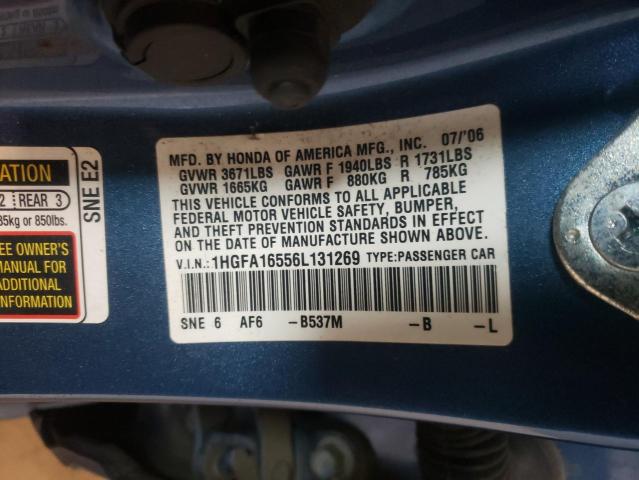 MFD. BY HONDA OF AMERICA MFG., INC. 07/'06
GVWR 3671LBS GAWR F 1940LBS R 1731LBS
GVWR 1665KG GAWR F 880KG R 785KG
THIS VEHICLE CONFORMS TO ALL APPLICABLE
FEDERAL MOTOR VEHICLE SAFETY, BUMPER,
AND THEFT PREVENTION STANDARDS IN EFFECT
ON THE DATE OF MANUFACTURE SHOWN ABOVE.
V.I.N.: 1HGFA16556L131269 TYPE:PASSENGER CAR
SNE 6 AF6 -B537M -B -L
ATION
2 REAR 3
35kg or 850lbs.
EE OWNER'S
MANUAL FOR
ADDITIONAL
INFORMATION
SNE E2